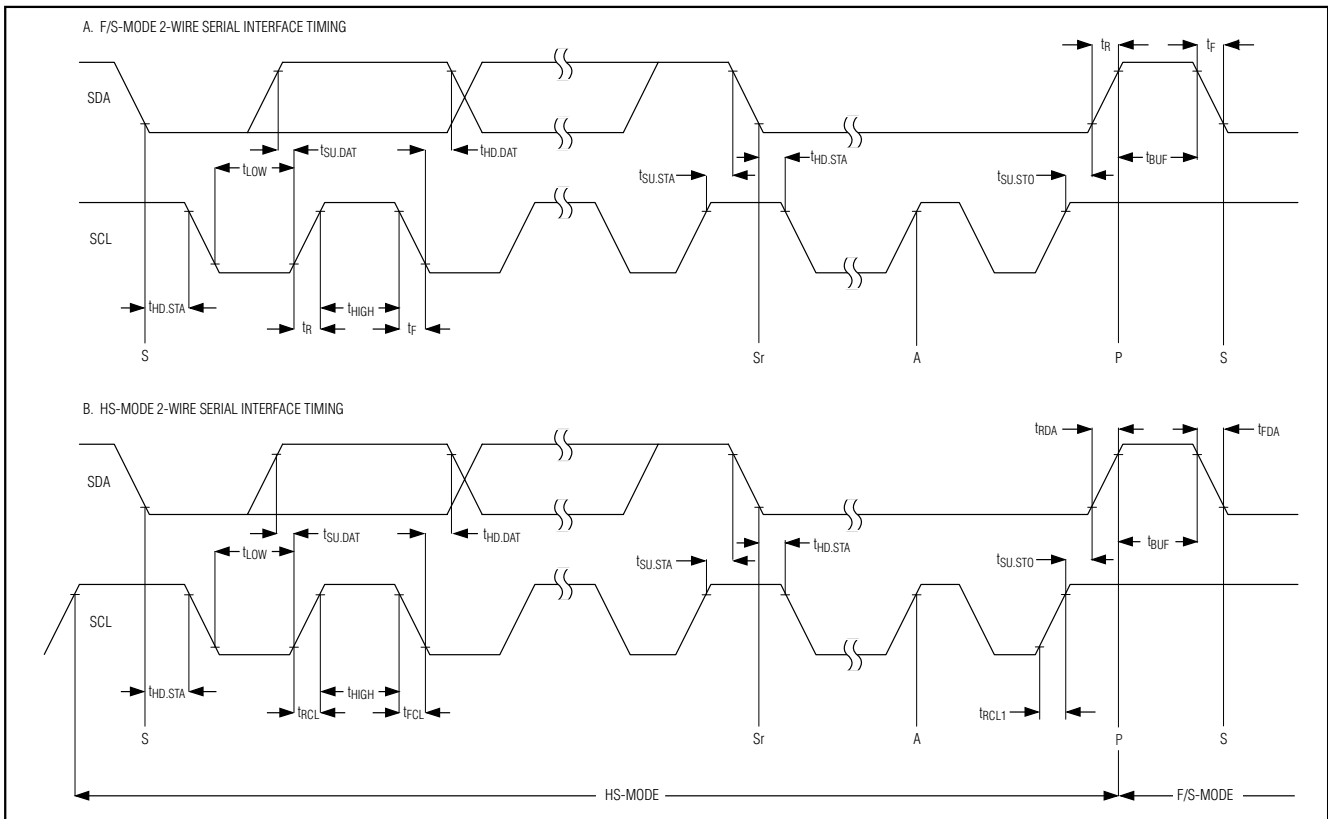 A. F/S-MODE 2-WIRE SERIAL INTERFACE TIMING
tR
tF
SDA
tSU.DAT
tHD.DAT
tLOW
tSU.STA
tHD.STA
tSU.STO
tBUF
SCL
tHD.STA
tR
tHIGH
tF
S
Sr
A
P
S
B. HS-MODE 2-WIRE SERIAL INTERFACE TIMING
tRDA
tFDA
SDA
tSU.DAT
tHD.DAT
tLOW
tSU.STA
tHD.STA
tSU.STO
tBUF
SCL
tHD.STA
tRCL
tHIGH
tFCL
tRCL1
S
Sr
A
P
S
HS-MODE
F/S-MODE